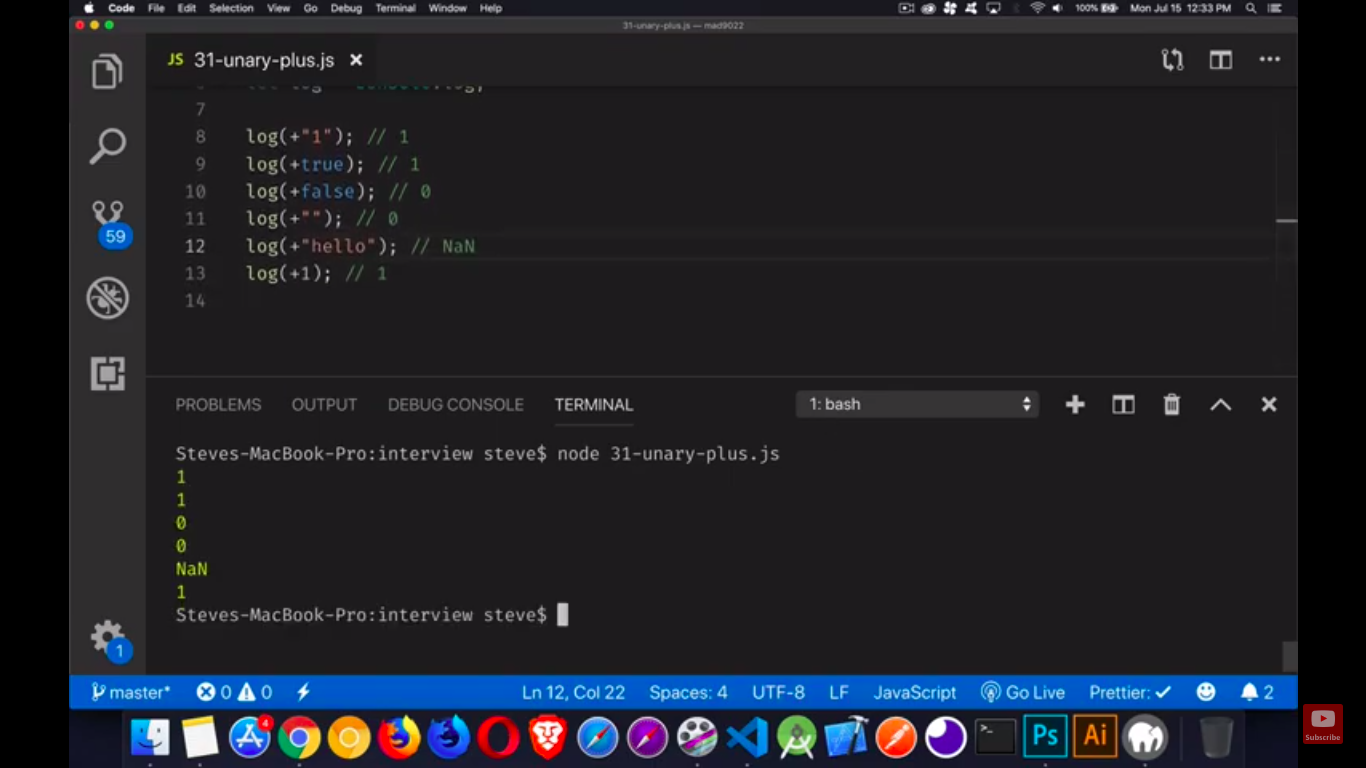 Code File Edit Selection View Go Debug Terminal Window Help 100% Mon Jul 15 12:33 PM
31-unary-plus.js — mad9022
JS 31-unary-plus.js
7
8 log(+"1"); // 1
9 log(+true); // 1
10 log(+false); // 0
11 log(+""); // 0
12 log(+"hello"); // NaN
13 log(+1); // 1
14
59
PROBLEMS OUTPUT DEBUG CONSOLE TERMINAL 1: bash
Steves-MacBook-Pro:interview steve$ node 31-unary-plus.js
1
1
0
0
NaN
1
Steves-MacBook-Pro:interview steve$
1
master* 0 0 Ln 12, Col 22 Spaces: 4 UTF-8 LF JavaScript Go Live Prettier: ✓ 2
4
Ps Ai
Subscribe